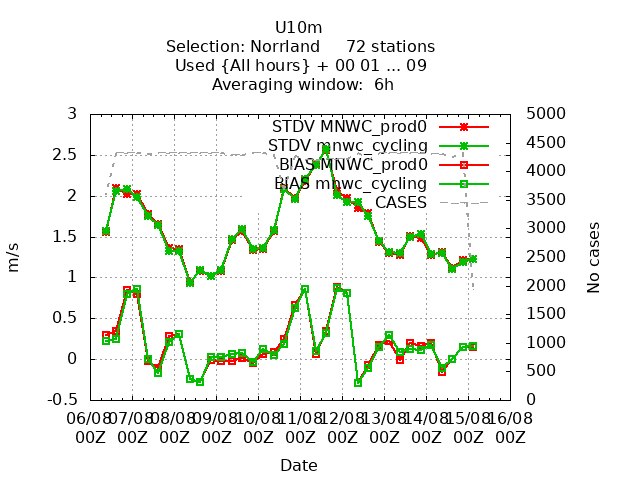 U10m
Selection: Norrland 72 stations
Used {All hours} + 00 01 ... 09
Averaging window: 6h
STDV MNWC_prod0
STDV mnwc_cycling
BIAS MNWC_prod0
BIAS mnwc_cycling
CASES
3
2.5
2
1.5
1
0.5
0
-0.5
m/s
5000
4500
4000
3500
3000
2500
2000
1500
1000
500
0
No cases
06/08 07/08 08/08 09/08 10/08 11/08 12/08 13/08 14/08 15/08 16/08
00Z 00Z 00Z 00Z 00Z 00Z 00Z 00Z 00Z 00Z 00Z
Date